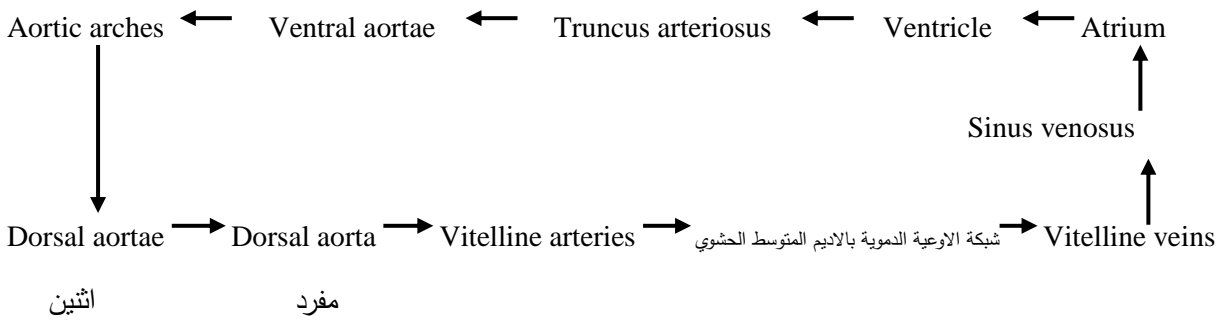 Aortic arches Ventral aortae Truncus arteriosus Ventricle Atrium
Sinus venosus
Dorsal aortae Dorsal aorta Vitelline arteries شبكة الاوعية الدموية بالاديم المتوسط الحشوي Vitelline veins
اثنين مفرد